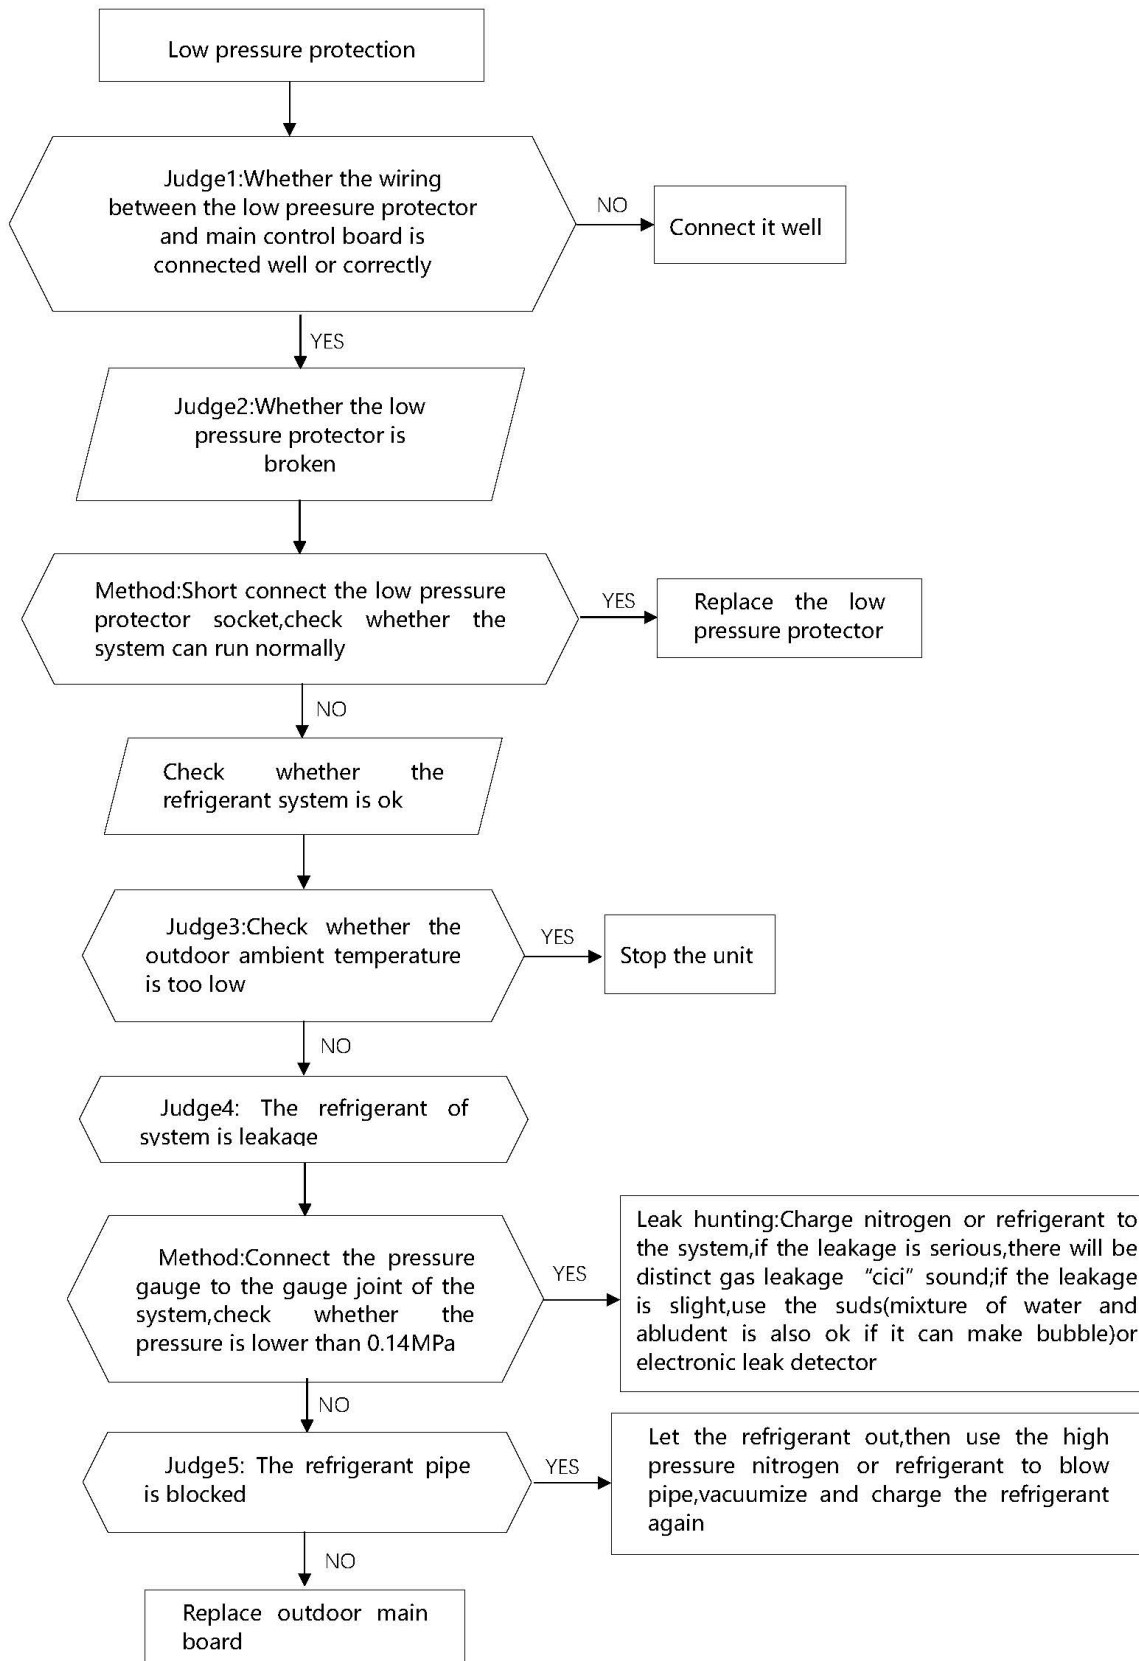 Low pressure protection
Judge1:Whether the wiring
between the low preesure protector
and main control board is
connected well or correctly
NO
Connect it well
YES
Judge2:Whether the low
pressure protector is
broken
Method:Short connect the low pressure
protector socket,check whether the
system can run normally
YES
Replace the low
pressure protector
NO
Check whether the
refrigerant system is ok
Judge3:Check whether the
outdoor ambient temperature
is too low
YES
Stop the unit
NO
Judge4: The refrigerant of
system is leakage
Method:Connect the pressure
gauge to the gauge joint of the
system,check whether the
pressure is lower than 0.14MPa
YES
Leak hunting:Charge nitrogen or refrigerant to
the system,if the leakage is serious,there will be
distinct gas leakage “cici” sound;if the leakage
is slight,use the suds(mixture of water and
abludent is also ok if it can make bubble)or
electronic leak detector
NO
Judge5: The refrigerant pipe
is blocked
YES
Let the refrigerant out,then use the high
pressure nitrogen or refrigerant to blow
pipe,vacuumize and charge the refrigerant
again
NO
Replace outdoor main
board